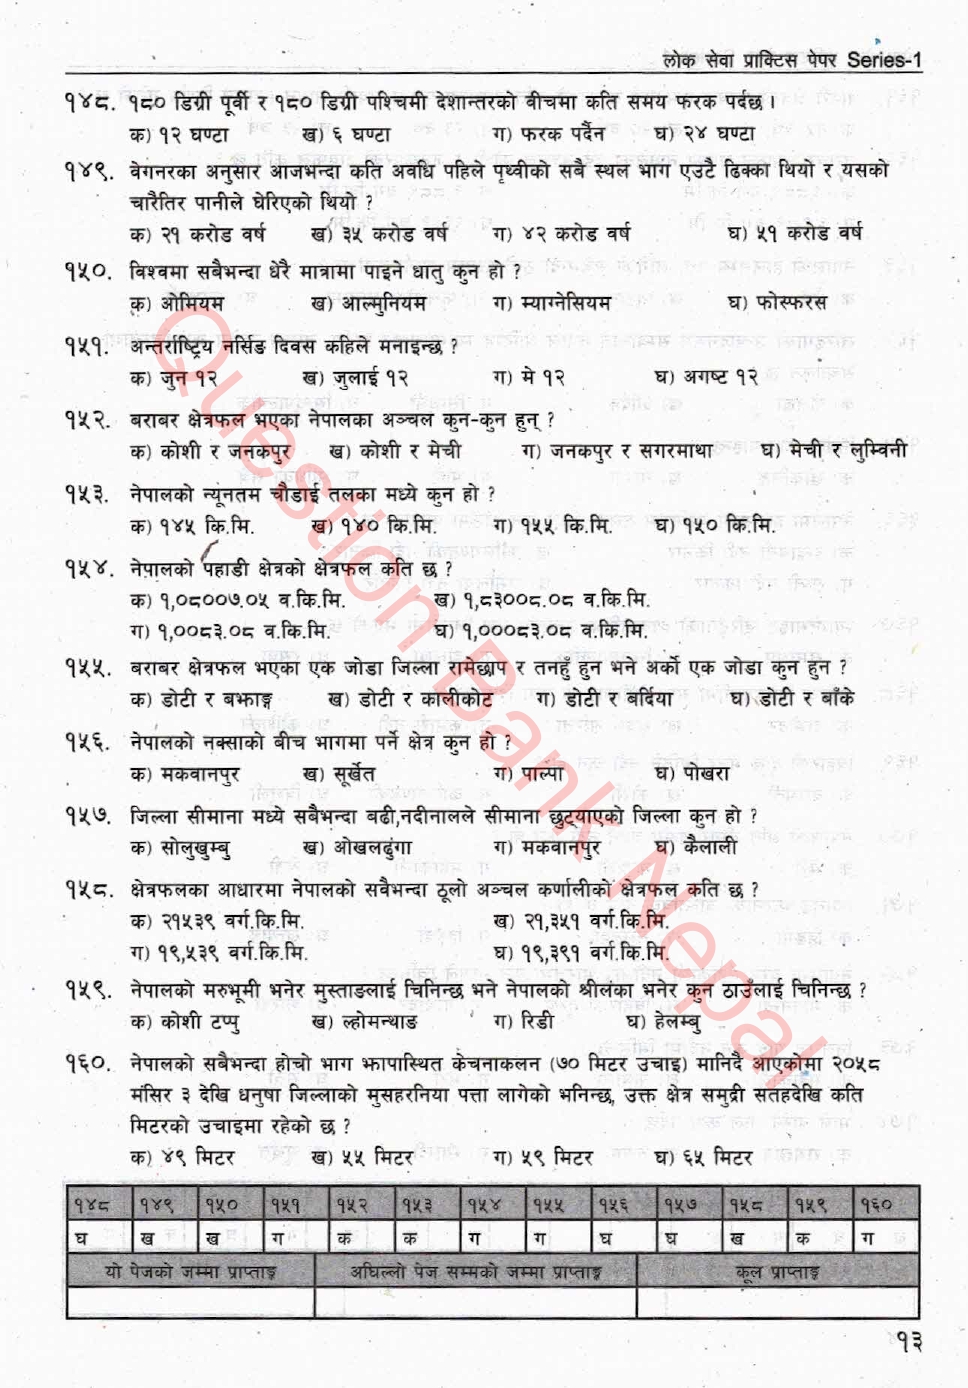 लोक सेवा प्राक्टिस पेपर Series-1
१४८. १८० डिग्री पूर्वी र १८० डिग्री पश्चिमी देशान्तरको बीचमा कति समय फरक पर्दछ ।
क) १२ घण्टा ख) ६ घण्टा ग) फरक पर्दैन घ) २४ घण्टा
१४९. वेगनरका अनुसार आजभन्दा कति अवधि पहिले पृथ्वीको सबै स्थल भाग एउटै ढिक्का थियो र यसको
चारैतिर पानीले घेरिएको थियो ?
क) २१ करोड वर्ष ख) ३५ करोड वर्ष ग) ४२ करोड वर्ष घ) ५१ करोड वर्ष
१५०. विश्वमा सबैभन्दा धेरै मात्रामा पाइने धातु कुन हो ?
क) ओमियम ख) आल्मुनियम ग) म्याग्नेसियम घ) फोस्फरस
१५१. अन्तर्राष्ट्रिय नर्सिङ दिवस कहिले मनाइन्छ ?
क) जुन १२ ख) जुलाई १२ ग) मे १२ घ) अगष्ट १२
१५२. बराबर क्षेत्रफल भएका नेपालका अञ्चल कुन-कुन हुन् ?
क) कोशी र जनकपुर ख) कोशी र मेची ग) जनकपुर र सगरमाथा घ) मेची र लुम्विनी
१५३. नेपालको न्यूनतम चौडाई तलका मध्ये कुन हो ?
क) १४५ कि.मि. ख) १४० कि.मि. ग) १५५ कि.मि. घ) १५० कि.मि.
१५४. नेपालको पहाडी क्षेत्रको क्षेत्रफल कति छ ?
क) १,०८००७.०५ व.कि.मि. ख) १,८३००८.०८ व.कि.मि.
ग) १,००८३.०८ व.कि.मि. घ) १,०००८३.०८ व.कि.मि.
१५५. बराबर क्षेत्रफल भएका एक जोडा जिल्ला रामेछाप र तनहुँ हुन भने अर्को एक जोडा कुन हुन ?
क) डोटी र बझाङ्ग ख) डोटी र कालीकोट ग) डोटी र बर्दिया घ) डोटी र बाँके
१५६. नेपालको नक्साको बीच भागमा पर्ने क्षेत्र कुन हो ?
क) मकवानपुर ख) सूर्खेत ग) पाल्पा घ) पोखरा
१५७. जिल्ला सीमाना मध्ये सबैभन्दा बढी,नदीनालले सीमाना छुट्याएको जिल्ला कुन हो ?
क) सोलुखुम्बु ख) ओखलढुंगा ग) मकवानपुर घ) कैलाली
१५८. क्षेत्रफलका आधारमा नेपालको सबैभन्दा ठूलो अञ्चल कर्णालीको क्षेत्रफल कति छ ?
क) २१५३९ वर्ग.कि.मि. ख) २१,३५१ वर्ग.कि.मि.
ग) १९,५३९ वर्ग.कि.मि. घ) १९,३९१ वर्ग.कि.मि.
१५९. नेपालको मरुभूमी भनेर मुस्ताङलाई चिनिन्छ भने नेपालको श्रीलंका भनेर कुन ठाउँलाई चिनिन्छ ?
क) कोशी टप्पु ख) ल्होमन्थाङ ग) रिडी घ) हेलम्बु
१६०. नेपालको सबैभन्दा होचो भाग झापास्थित केचनाकलन (७० मिटर उचाइ) मानिदै आएकोमा २०५८
मंसिर ३ देखि धनुषा जिल्लाको मुसहरनिया पत्ता लागेको भनिन्छ, उक्त क्षेत्र समुद्री सतहदेखि कति
मिटरको उचाइमा रहेको छ ?
क) ४९ मिटर ख) ५५ मिटर ग) ५९ मिटर घ) ६५ मिटर
१४८ १४९ १५० १५१ १५२ १५३ १५४ १५५ १५६ १५७ १५८ १५९ १६०
घ ख ख ग क क ग ग घ घ ख क ग
यो पेजको जम्मा प्राप्ताङ्क अघिल्लो पेज सम्मको जम्मा प्राप्ताङ्क कूल प्राप्ताङ्क
१३
Question Bank Nepal